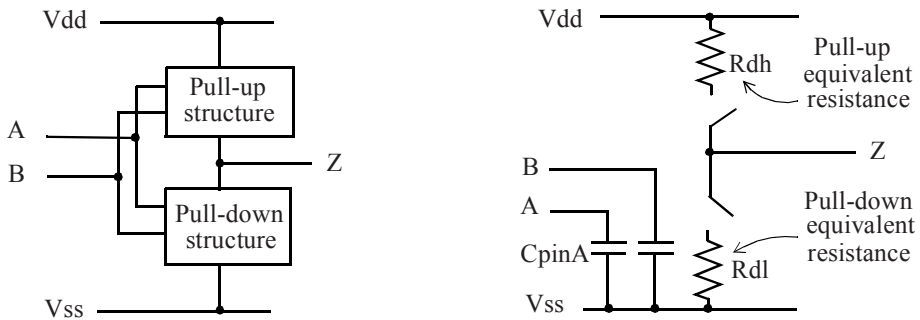 Vdd
Pull-up
structure
A
B
Z
Pull-down
structure
Vss
Vdd
Rdh
Pull-up
equivalent
resistance
Z
B
A
CpinA
Rdl
Pull-down
equivalent
resistance
Vss